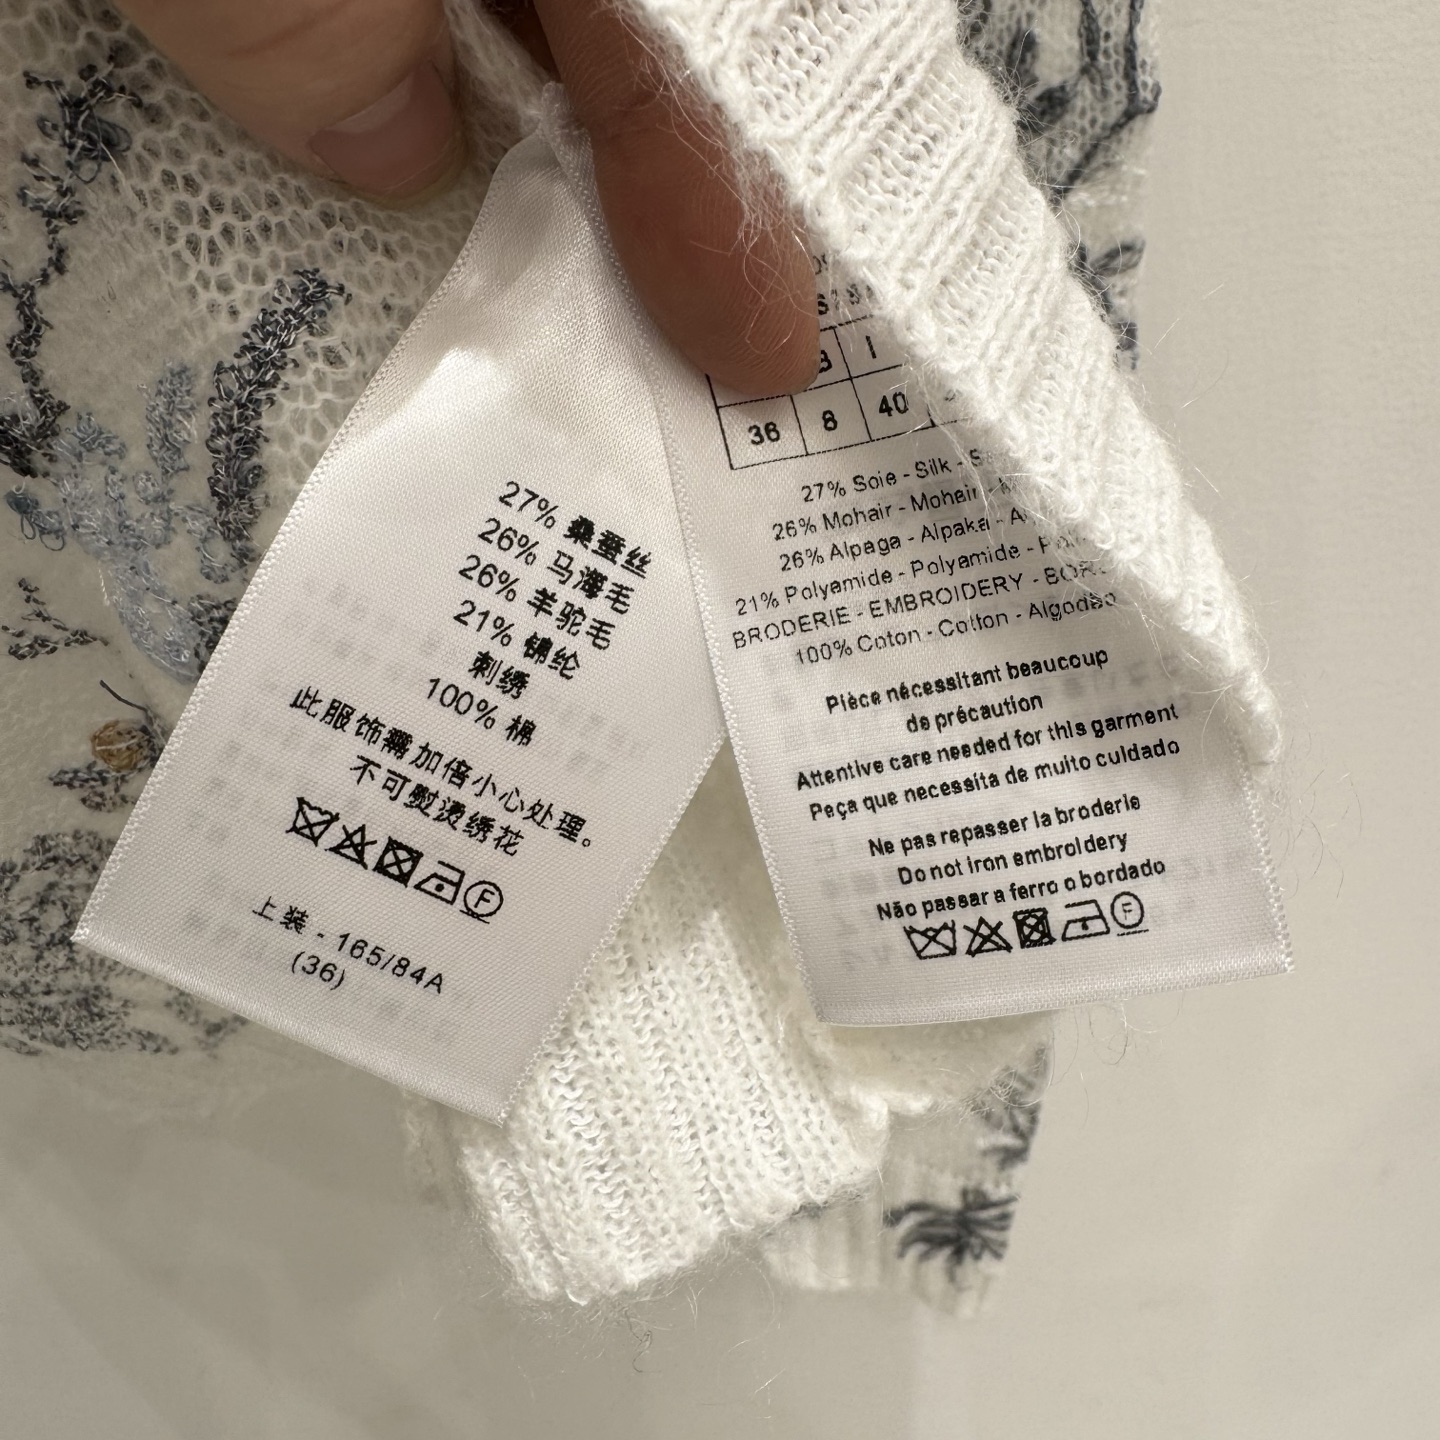 27% 桑蚕丝
26% 马海毛
26% 羊驼毛
21% 锦纶
刺绣
100% 棉
此服饰需加倍小心处理。
不可熨烫绣花
F
上装 - 165/84A
(36)
I
36 8 40
27% Soie - Silk -
26% Mohair - Mohair -
26% Alpaga - Alpaka -
21% Polyamide - Polyamide -
BRODERIE - EMBROIDERY -
100% Coton - Cotton - Algodão
Pièce nécessitant beaucoup
de précaution
Attentive care needed for this garment
Peça que necessita de muito cuidado
Ne pas repasser la broderie
Do not iron embroidery
Não passar a ferro o bordado
F